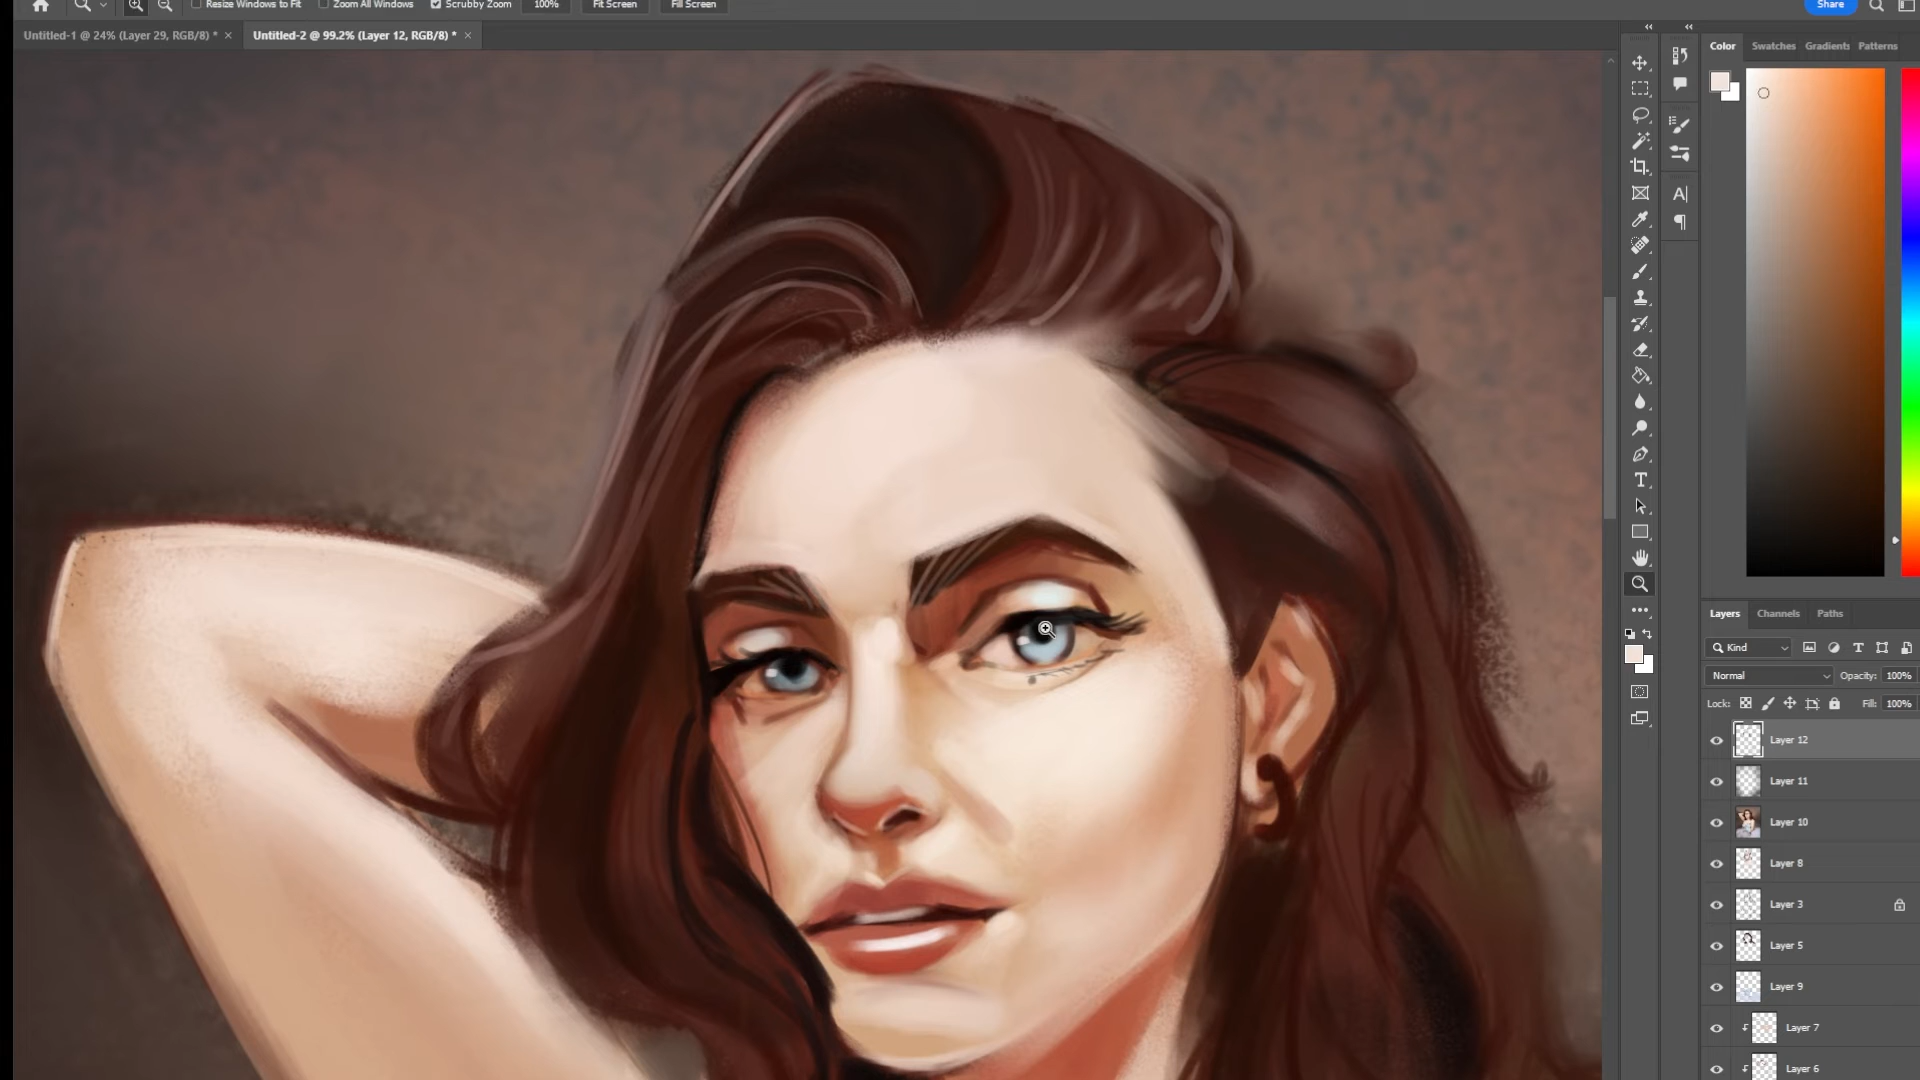 Resize Windows to Fit Zoom All Windows Scrubby Zoom 100% Fit Screen Fill Screen Share
Untitled-1 @ 24% (Layer 29, RGB/8) * × Untitled-2 @ 99.2% (Layer 12, RGB/8) * ×
Color Swatches Gradients Patterns
Layers Channels Paths
Kind
Normal Opacity: 100%
Lock: Fill: 100%
Layer 12
Layer 11
Layer 10
Layer 8
Layer 3
Layer 5
Layer 9
Layer 7
Layer 6